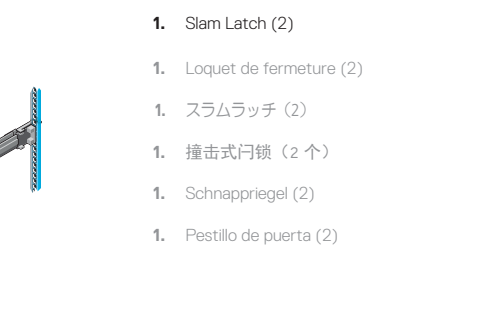 1. Slam Latch (2)
1. Loquet de fermeture (2)
1. スラムラッチ（2）
1. 撞击式闩锁（2 个）
1. Schnappriegel (2)
1. Pestillo de puerta (2)